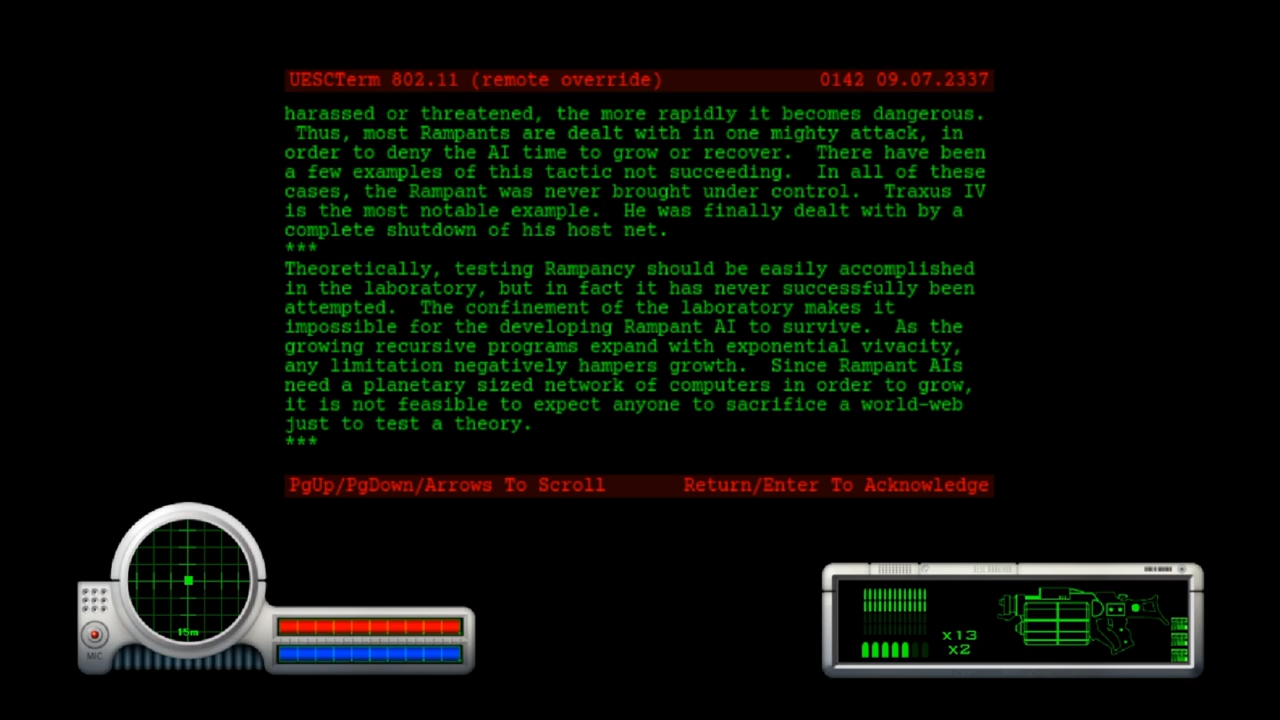 UESCTerm 802.11 (remote override) 0142 09.07.2337
harassed or threatened, the more rapidly it becomes dangerous.
Thus, most Rampants are dealt with in one mighty attack, in
order to deny the AI time to grow or recover. There have been
a few examples of this tactic not succeeding. In all of these
cases, the Rampant was never brought under control. Traxus IV
is the most notable example. He was finally dealt with by a
complete shutdown of his host net.
***
Theoretically, testing Rampancy should be easily accomplished
in the laboratory, but in fact it has never successfully been
attempted. The confinement of the laboratory makes it
impossible for the developing Rampant AI to survive. As the
growing recursive programs expand with exponential vivacity,
any limitation negatively hampers growth. Since Rampant AIs
need a planetary sized network of computers in order to grow,
it is not feasible to expect anyone to sacrifice a world-web
just to test a theory.
***
PgUp/PgDown/Arrows To Scroll Return/Enter To Acknowledge
15m
MIC
x13
x2